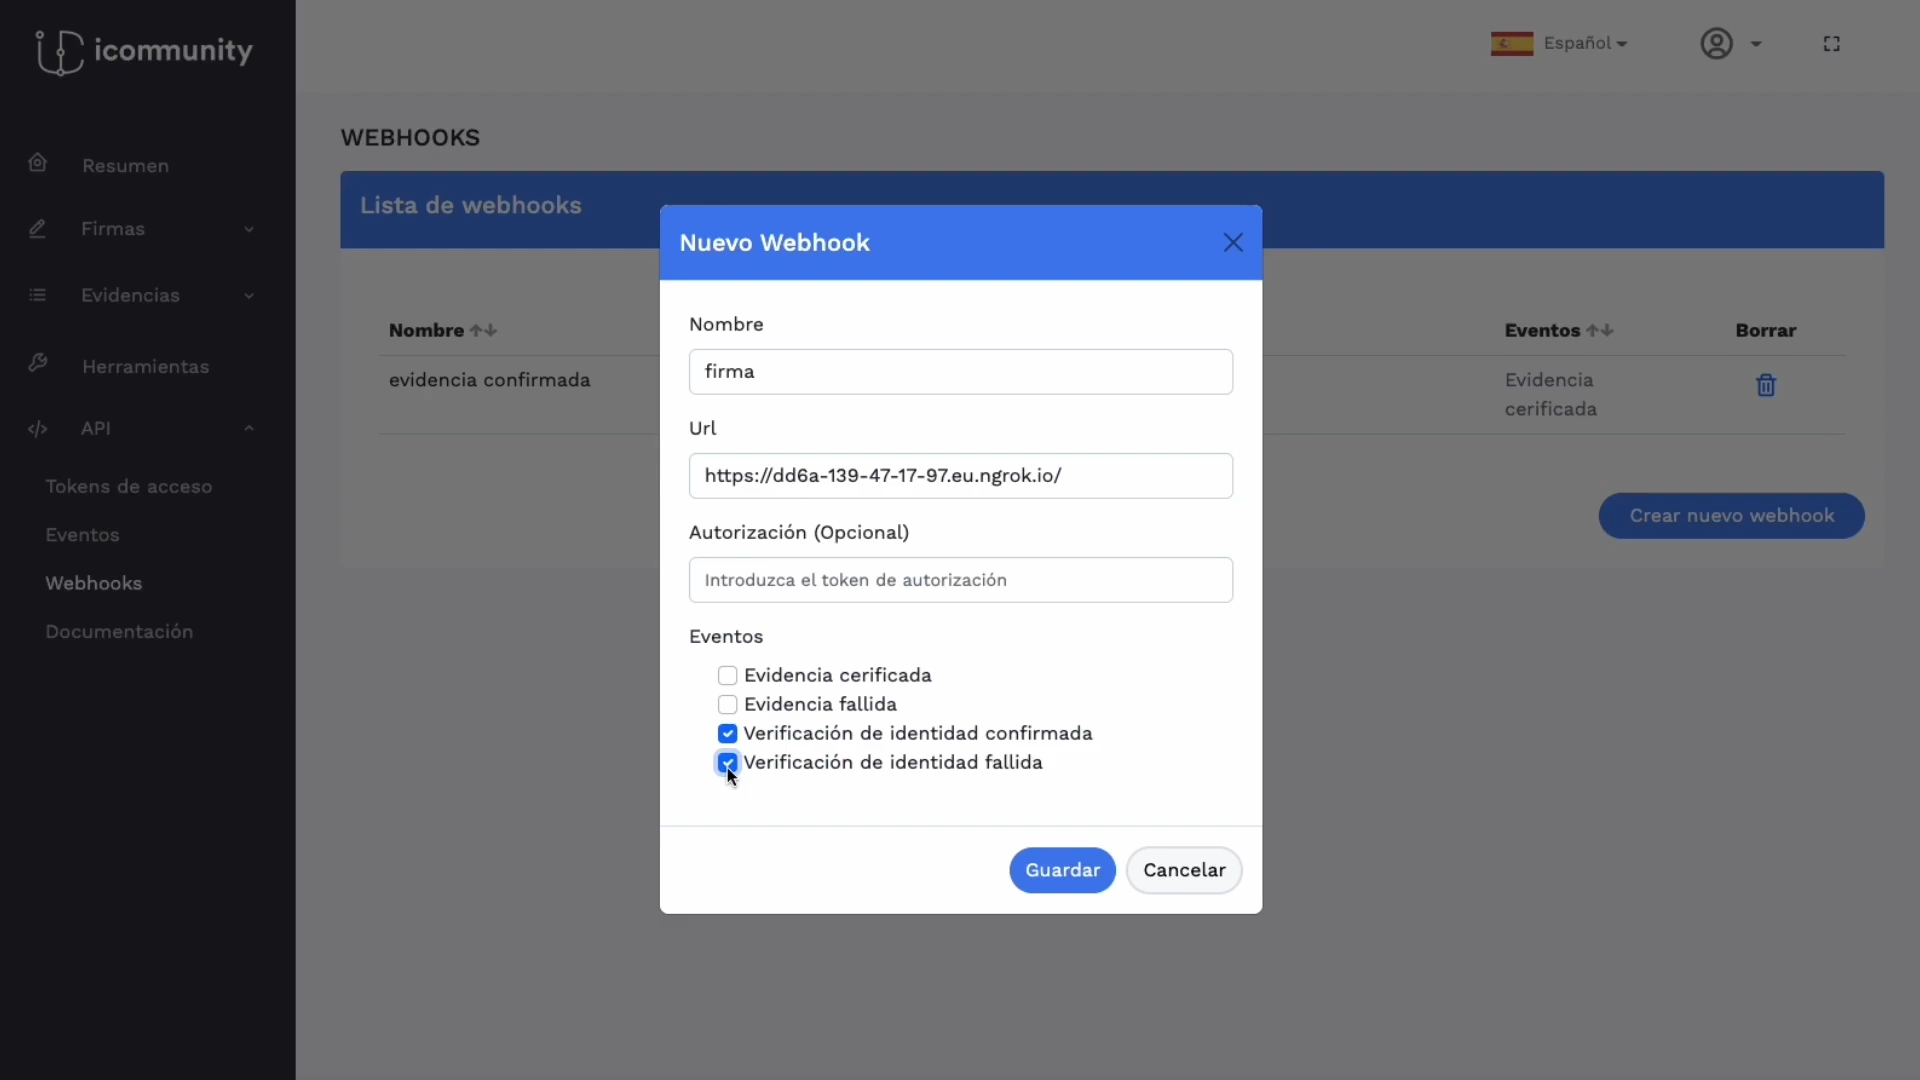 icommunity
Español
Resumen
Firmas
Evidencias
Herramientas
API
Tokens de acceso
Eventos
Webhooks
Documentación
WEBHOOKS
Lista de webhooks
Nombre
Eventos
Borrar
evidencia confirmada
Evidencia
cerificada
Crear nuevo webhook
Nuevo Webhook
Nombre
firma
Url
https://dd6a-139-47-17-97.eu.ngrok.io/
Autorización (Opcional)
Introduzca el token de autorización
Eventos
Evidencia cerificada
Evidencia fallida
Verificación de identidad confirmada
Verificación de identidad fallida
Guardar
Cancelar